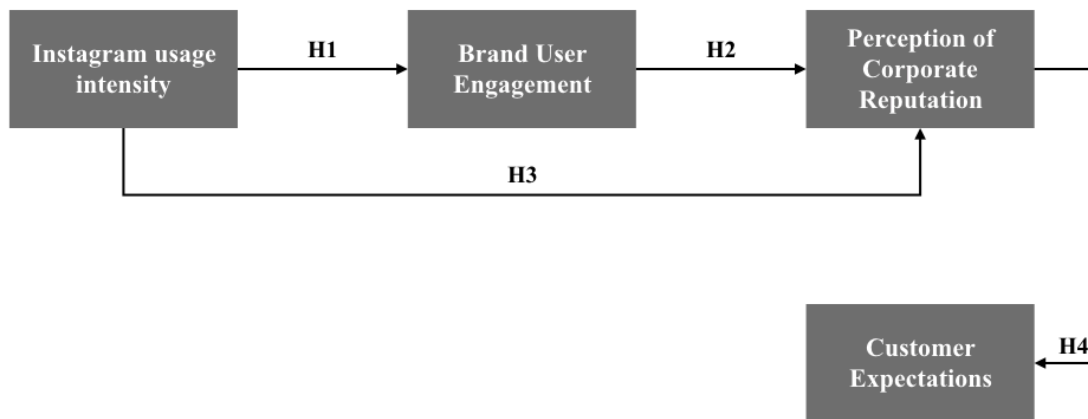 Instagram usage
intensity
H1
Brand User
Engagement
H2
Perception of
Corporate
Reputation
H3
Customer
Expectations
H4